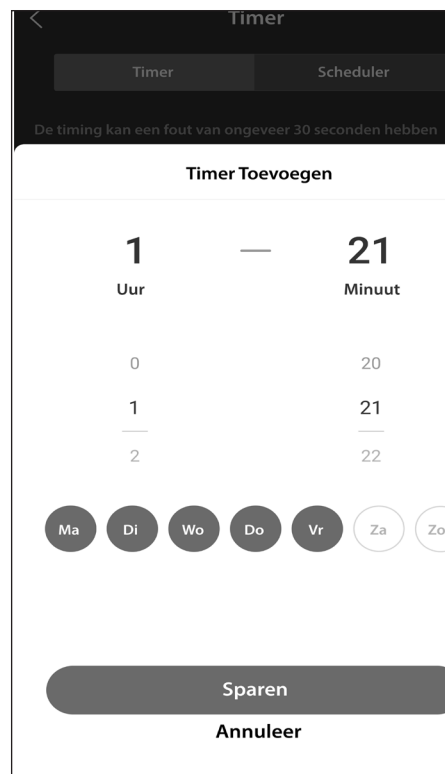 Timer
Timer Scheduler
De timing kan een fout van ongeveer 30 seconden hebben
Timer Toevoegen
1 — 21
Uur Minuut
0 20
1 21
2 22
Ma Di Wo Do Vr Za Zo
Sparen
Annuleer